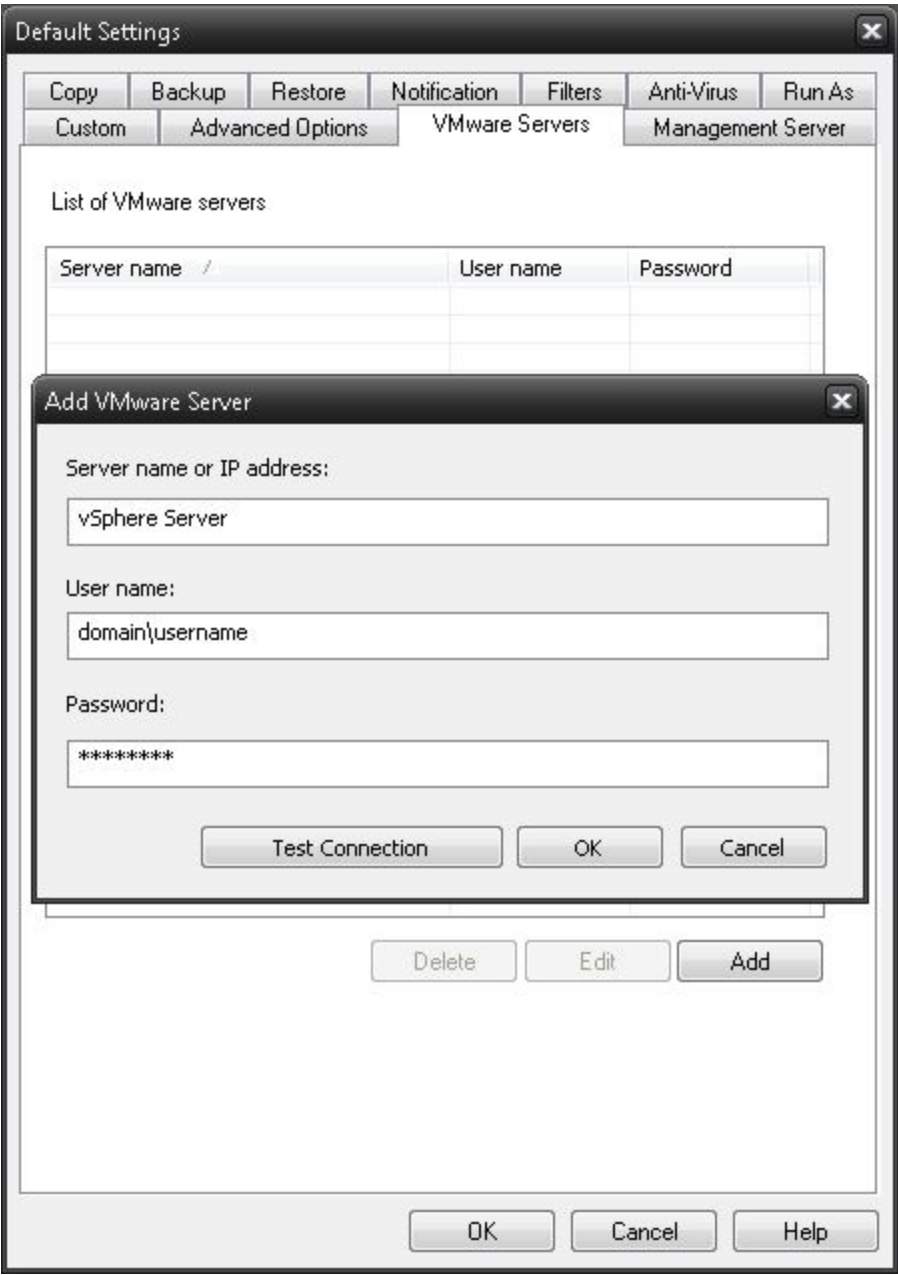 Default Settings
Copy Backup Restore Notification Filters Anti-Virus Run As
Custom Advanced Options VMware Servers Management Server
List of VMware servers
Server name User name Password
Add VMware Server
Server name or IP address:
vSphere Server
User name:
domain\username
Password:
********
Test Connection OK Cancel
Delete Edit Add
OK Cancel Help